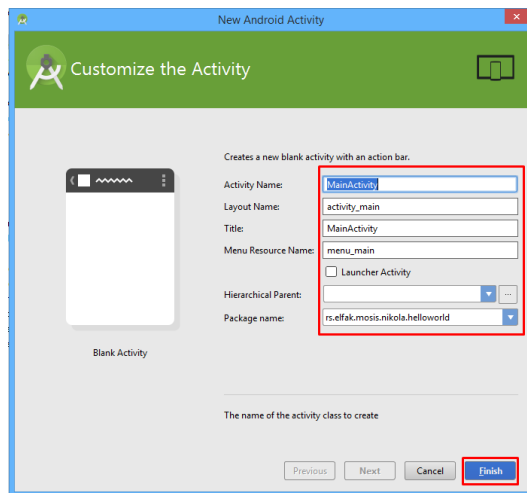 New Android Activity
Customize the Activity
Creates a new blank activity with an action bar.
Activity Name: MainActivity
Layout Name: activity_main
Title: MainActivity
Menu Resource Name: menu_main
Launcher Activity
Hierarchical Parent: ...
Package name: rs.elfak.mosis.nikola.helloworld
Blank Activity
The name of the activity class to create
Previous Next Cancel Finish